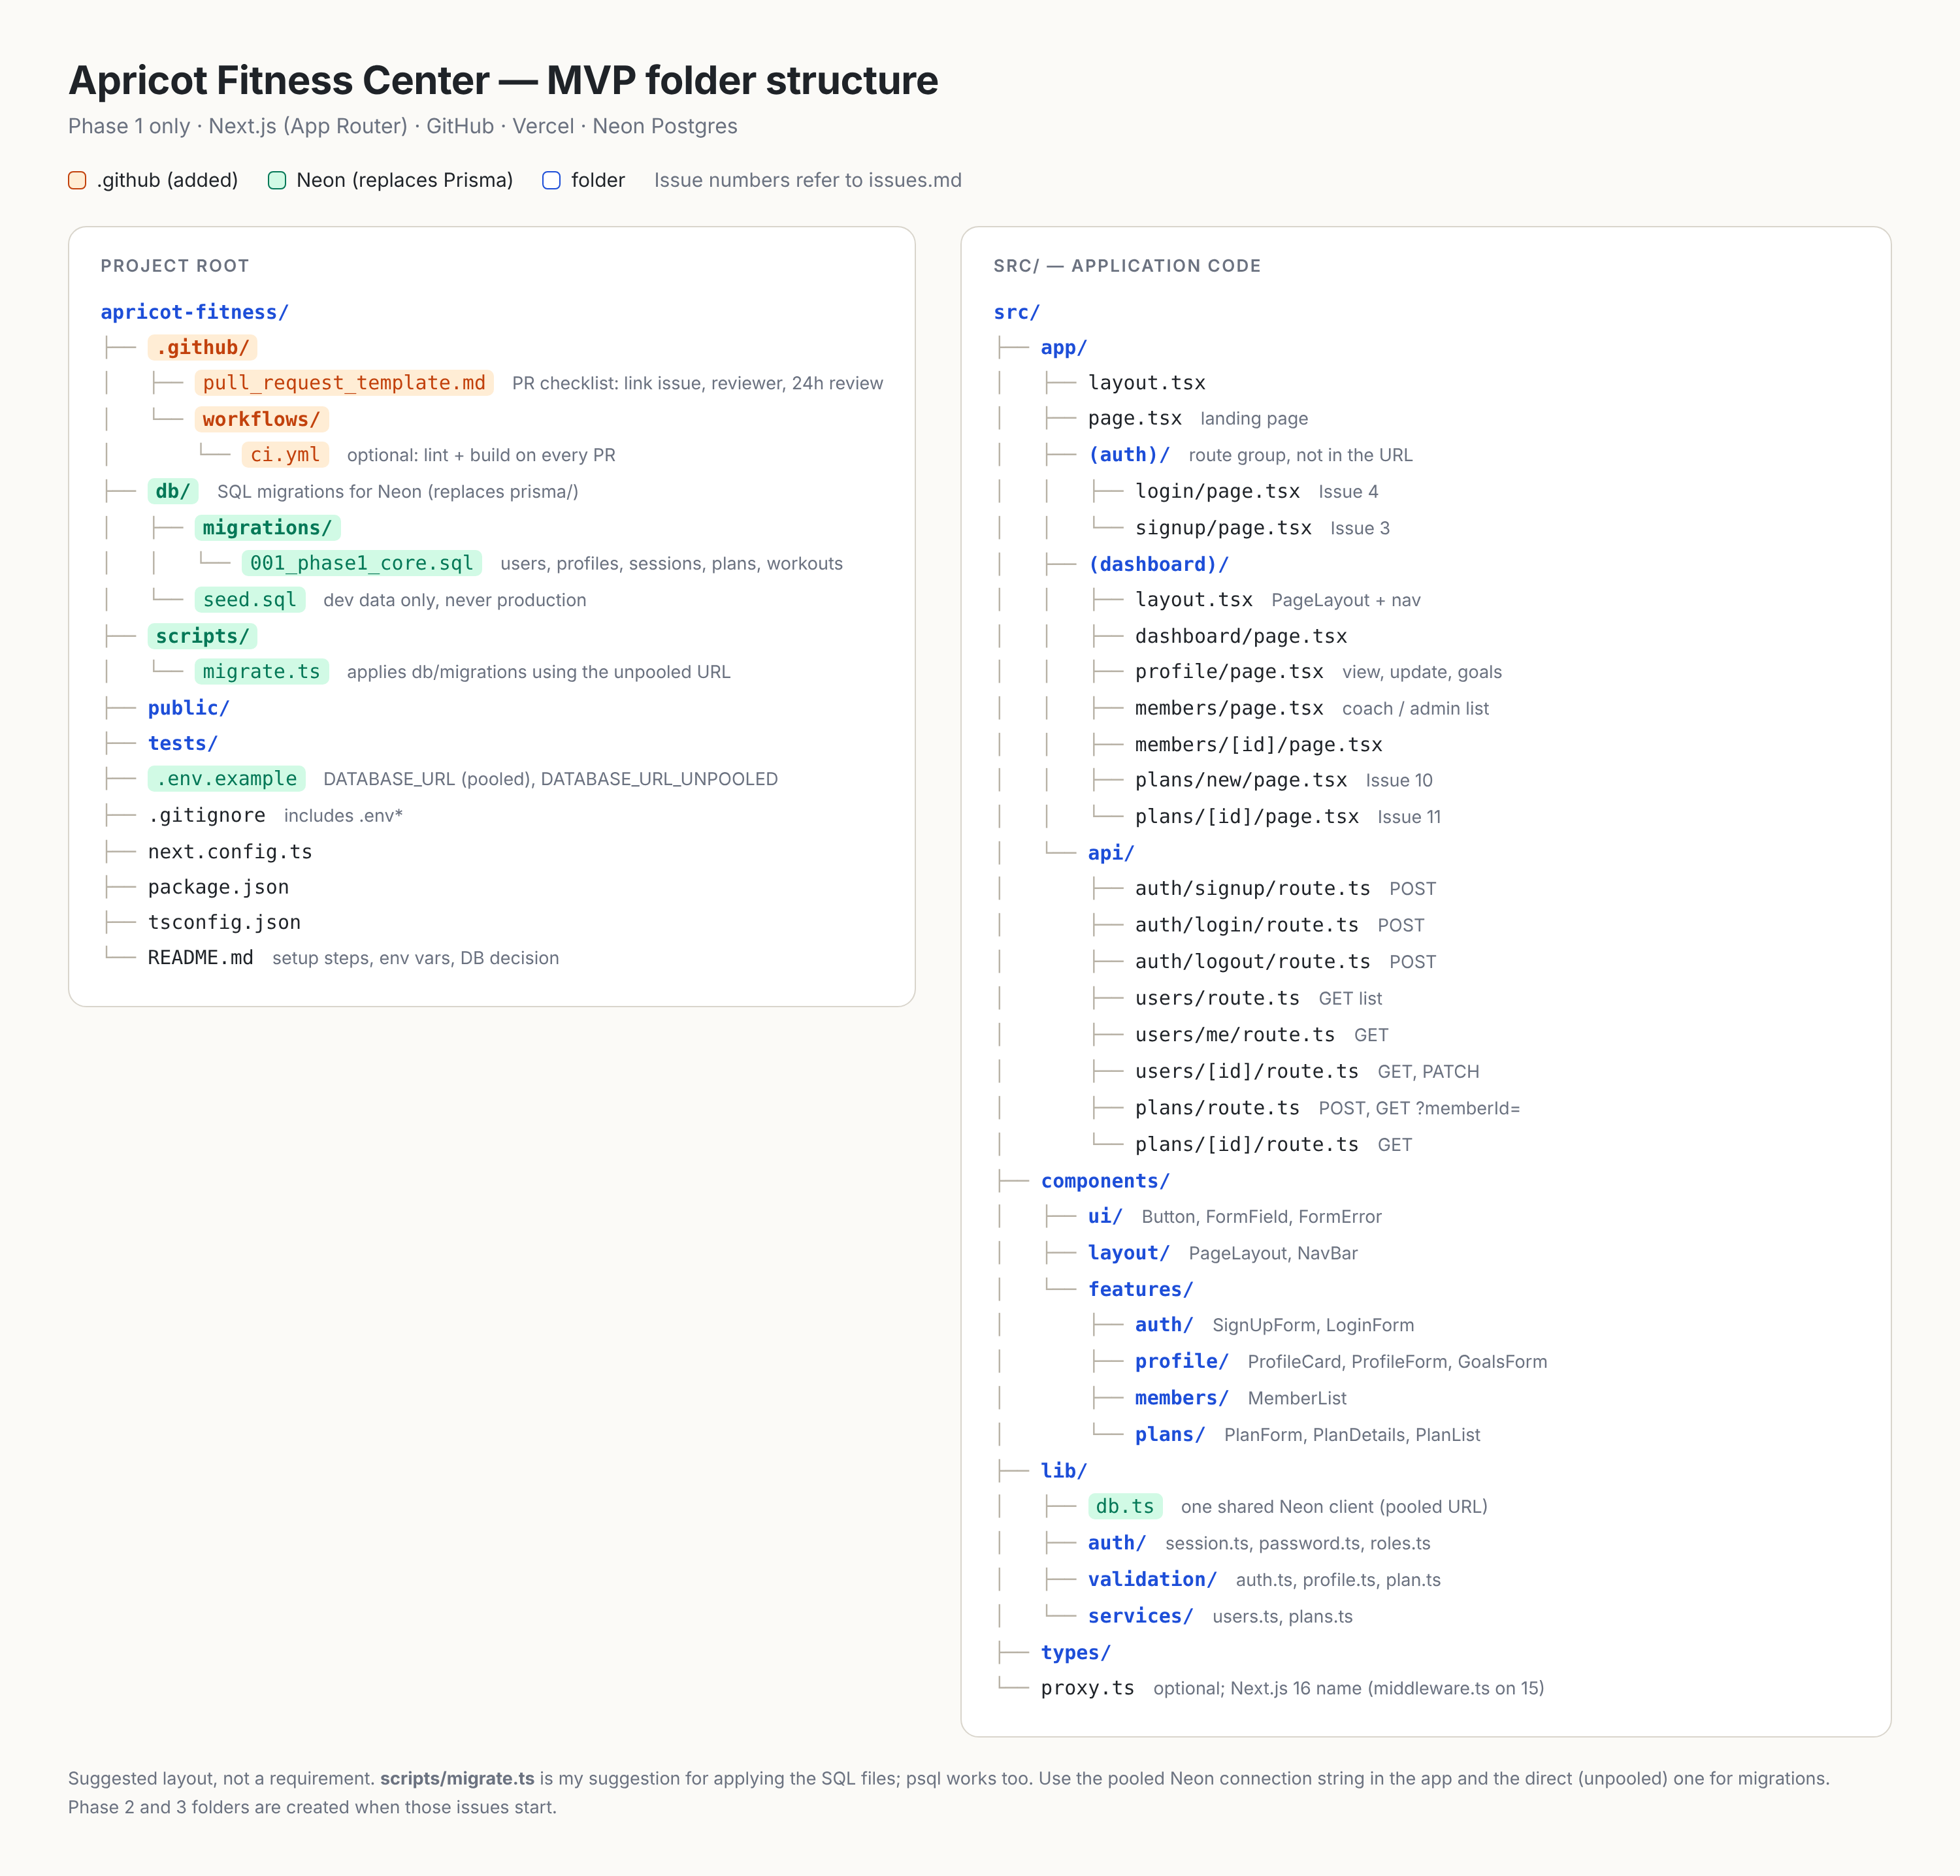 Apricot Fitness Center — MVP folder structure
Phase 1 only · Next.js (App Router) · GitHub · Vercel · Neon Postgres
.github (added) Neon (replaces Prisma) folder Issue numbers refer to issues.md
PROJECT ROOT
apricot-fitness/
├── .github/
│   ├── pull_request_template.md PR checklist: link issue, reviewer, 24h review
│   └── workflows/
│       └── ci.yml optional: lint + build on every PR
├── db/ SQL migrations for Neon (replaces prisma/)
│   ├── migrations/
│   │   └── 001_phase1_core.sql users, profiles, sessions, plans, workouts
│   └── seed.sql dev data only, never production
├── scripts/
│   └── migrate.ts applies db/migrations using the unpooled URL
├── public/
├── tests/
├── .env.example DATABASE_URL (pooled), DATABASE_URL_UNPOOLED
├── .gitignore includes .env*
├── next.config.ts
├── package.json
├── tsconfig.json
└── README.md setup steps, env vars, DB decision
SRC/ — APPLICATION CODE
src/
├── app/
│   ├── layout.tsx
│   ├── page.tsx landing page
│   ├── (auth)/ route group, not in the URL
│   │   ├── login/page.tsx Issue 4
│   │   └── signup/page.tsx Issue 3
│   ├── (dashboard)/
│   │   ├── layout.tsx PageLayout + nav
│   │   ├── dashboard/page.tsx
│   │   ├── profile/page.tsx view, update, goals
│   │   ├── members/page.tsx coach / admin list
│   │   ├── members/[id]/page.tsx
│   │   ├── plans/new/page.tsx Issue 10
│   │   └── plans/[id]/page.tsx Issue 11
│   └── api/
│       ├── auth/signup/route.ts POST
│       ├── auth/login/route.ts POST
│       ├── auth/logout/route.ts POST
│       ├── users/route.ts GET list
│       ├── users/me/route.ts GET
│       ├── users/[id]/route.ts GET, PATCH
│       ├── plans/route.ts POST, GET ?memberId=
│       └── plans/[id]/route.ts GET
├── components/
│   ├── ui/ Button, FormField, FormError
│   ├── layout/ PageLayout, NavBar
│   └── features/
│       ├── auth/ SignUpForm, LoginForm
│       ├── profile/ ProfileCard, ProfileForm, GoalsForm
│       ├── members/ MemberList
│       └── plans/ PlanForm, PlanDetails, PlanList
├── lib/
│   ├── db.ts one shared Neon client (pooled URL)
│   ├── auth/ session.ts, password.ts, roles.ts
│   ├── validation/ auth.ts, profile.ts, plan.ts
│   └── services/ users.ts, plans.ts
├── types/
└── proxy.ts optional; Next.js 16 name (middleware.ts on 15)
Suggested layout, not a requirement. scripts/migrate.ts is my suggestion for applying the SQL files; psql works too. Use the pooled Neon connection string in the app and the direct (unpooled) one for migrations.
Phase 2 and 3 folders are created when those issues start.